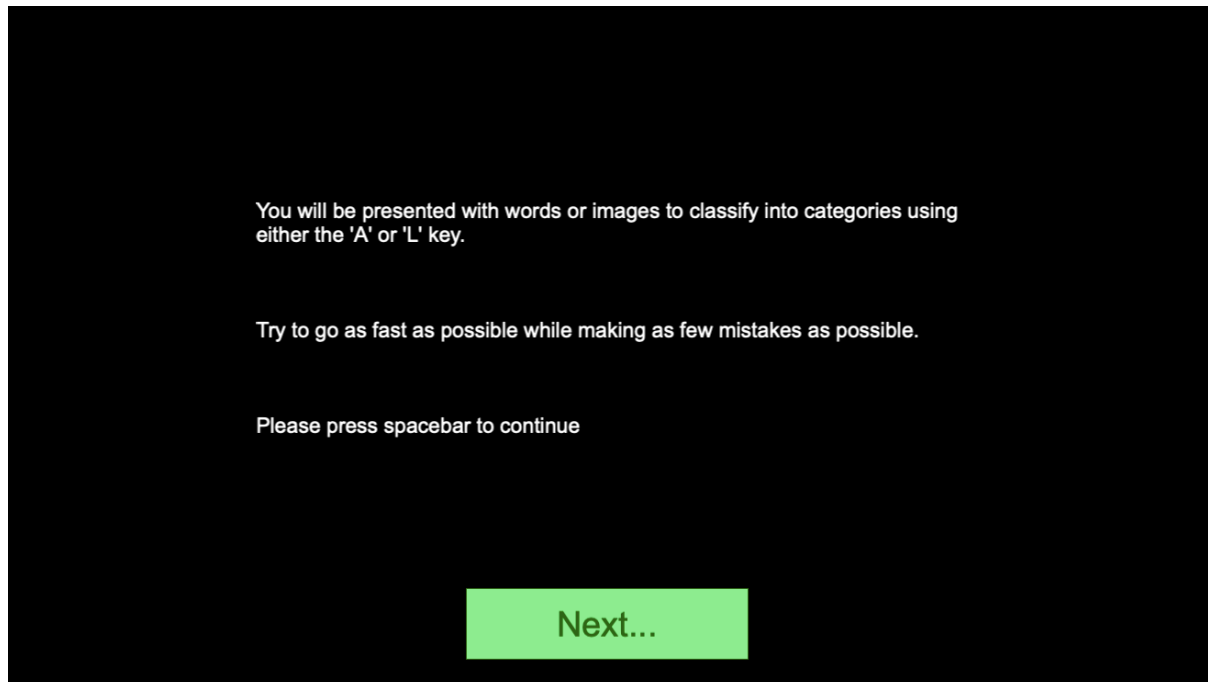 You will be presented with words or images to classify into categories using
either the 'A' or 'L' key.
Try to go as fast as possible while making as few mistakes as possible.
Please press spacebar to continue
Next...